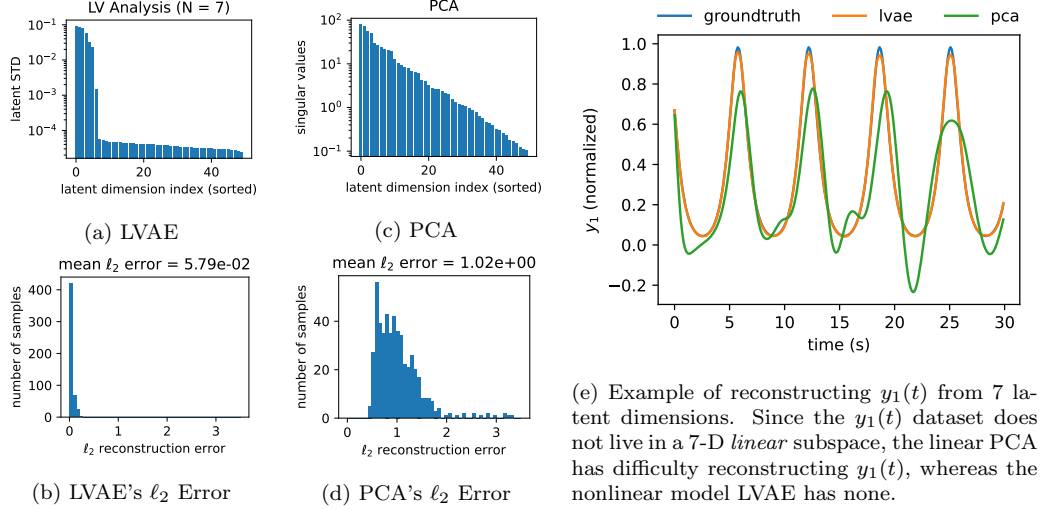 LV Analysis (N = 7)
latent STD
10⁻¹
10⁻²
10⁻³
10⁻⁴
0
20
40
latent dimension index (sorted)
(a) LVAE
PCA
singular values
10²
10¹
10⁰
10⁻¹
0
20
40
latent dimension index (sorted)
(c) PCA
mean ℓ₂ error = 5.79e-02
number of samples
400
300
200
100
0
0
1
2
3
ℓ₂ reconstruction error
(b) LVAE's ℓ₂ Error
mean ℓ₂ error = 1.02e+00
number of samples
40
20
0
0
1
2
3
ℓ₂ reconstruction error
(d) PCA's ℓ₂ Error
groundtruth
lvae
pca
y₁ (normalized)
1.0
0.8
0.6
0.4
0.2
0.0
−0.2
0
5
10
15
20
25
30
time (s)
(e) Example of reconstructing y₁(t) from 7 la-
tent dimensions. Since the y₁(t) dataset does
not live in a 7-D linear subspace, the linear PCA
has difficulty reconstructing y₁(t), whereas the
nonlinear model LVAE has none.